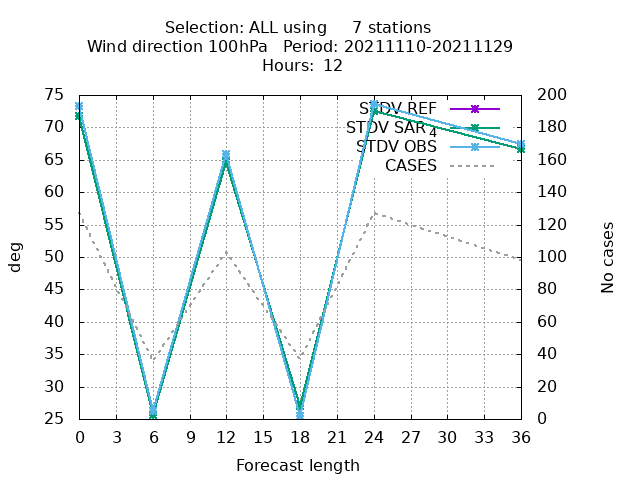 Selection: ALL using 7 stations
Wind direction 100hPa Period: 20211110-20211129
Hours: 12
75 200
70 STDV REF 180
65 STDV SAR 4 160
60 STDV OBS 140
55 CASES 120
50 100
45 80
40 60
35 40
30 20
25 0
deg
No cases
0 3 6 9 12 15 18 21 24 27 30 33 36
Forecast length